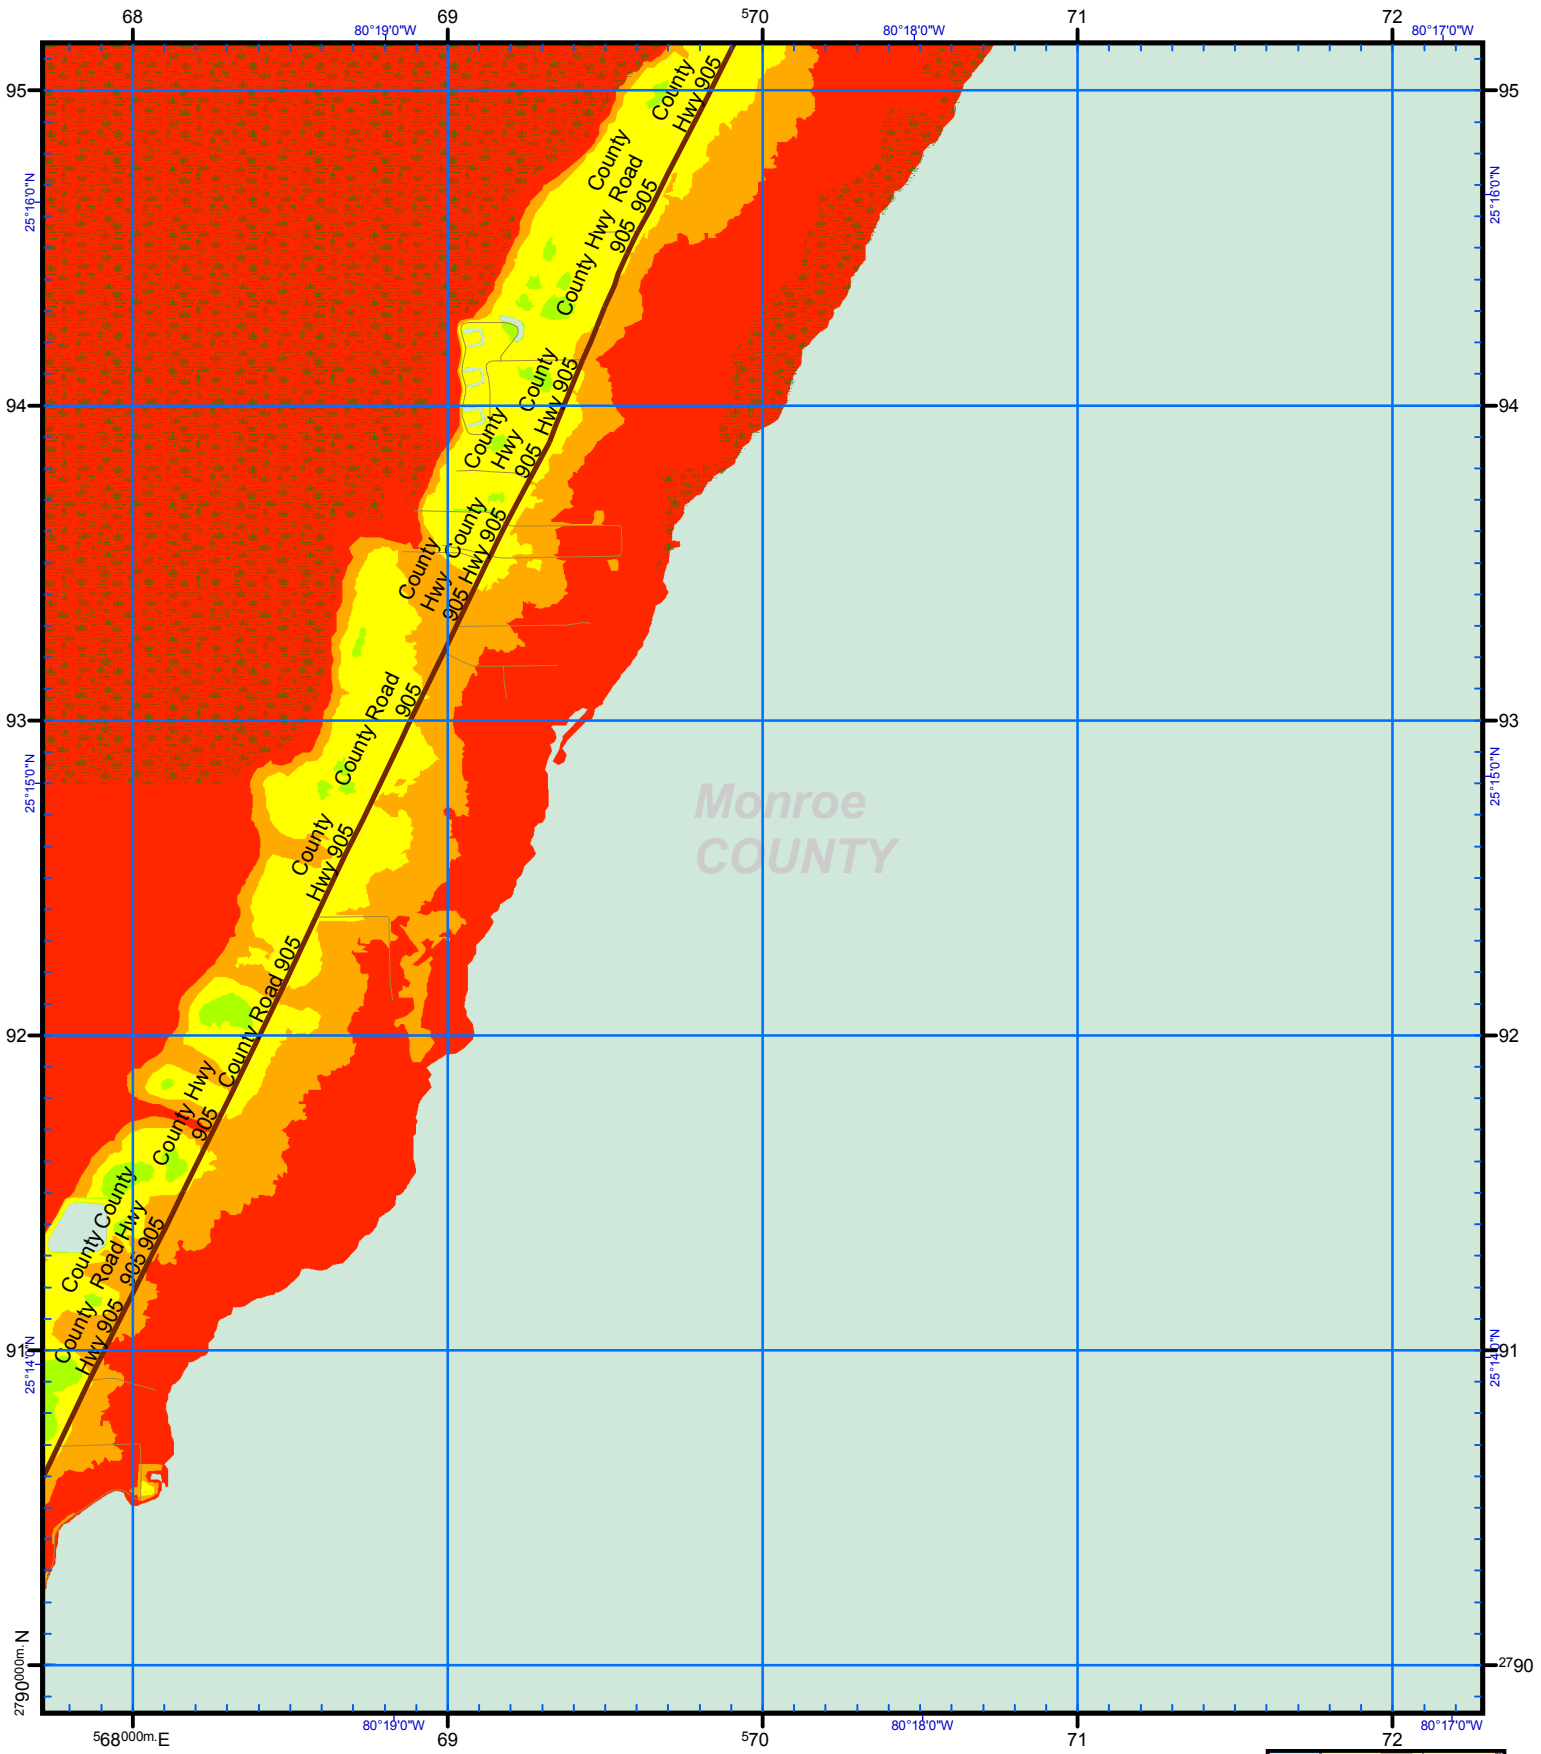 68 69 570 71 72
80°19'0"W 80°18'0"W 80°17'0"W
95 95
County
Hwy 905
County
Road
905
25°16'0"N 25°16'0"N
County Hwy
905
County
Hwy 905
94 94
County
Hwy
905
County
Hwy 905
County
Hwy
905
County Road
905
93 93
25°15'0"N 25°15'0"N
Monroe
COUNTY
County
Hwy 905
County Road 905
92 92
County Hwy
905
County
Hwy
905
County
Road
905
County
Hwy 905
91 91
25°14'0"N 25°14'0"N
2790000m. N 2790
80°19'0"W 80°18'0"W 80°17'0"W
568000m. E 69 570 71 72